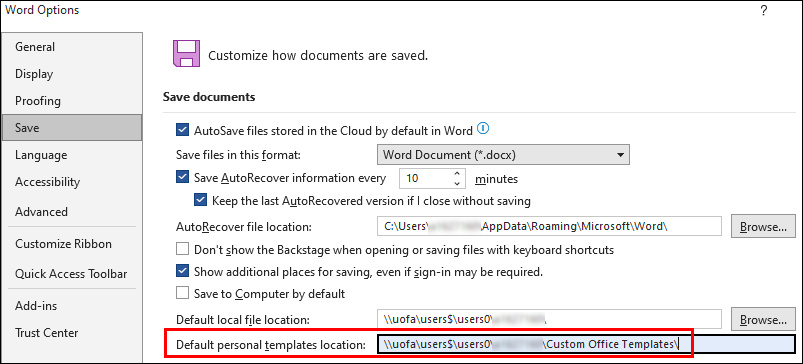 Word Options
?
General
Display
Proofing
Save
Language
Accessibility
Advanced
Customize Ribbon
Quick Access Toolbar
Add-ins
Trust Center
Customize how documents are saved.
Save documents
AutoSave files stored in the Cloud by default in Word
Save files in this format: Word Document (*.docx)
Save AutoRecover information every 10 minutes
Keep the last AutoRecovered version if I close without saving
AutoRecover file location: C:\Users\ .AppData\Roaming\Microsoft\Word\ Browse...
Don't show the Backstage when opening or saving files with keyboard shortcuts
Show additional places for saving, even if sign-in may be required.
Save to Computer by default
Default local file location: \\uofa\users$\users0\ Browse...
Default personal templates location: \\uofa\users$\users0\ \Custom Office Templates\